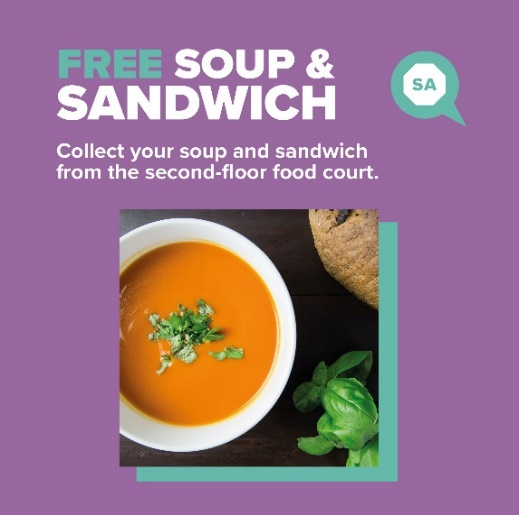 FREE SOUP &
SANDWICH
SA
Collect your soup and sandwich
from the second-floor food court.